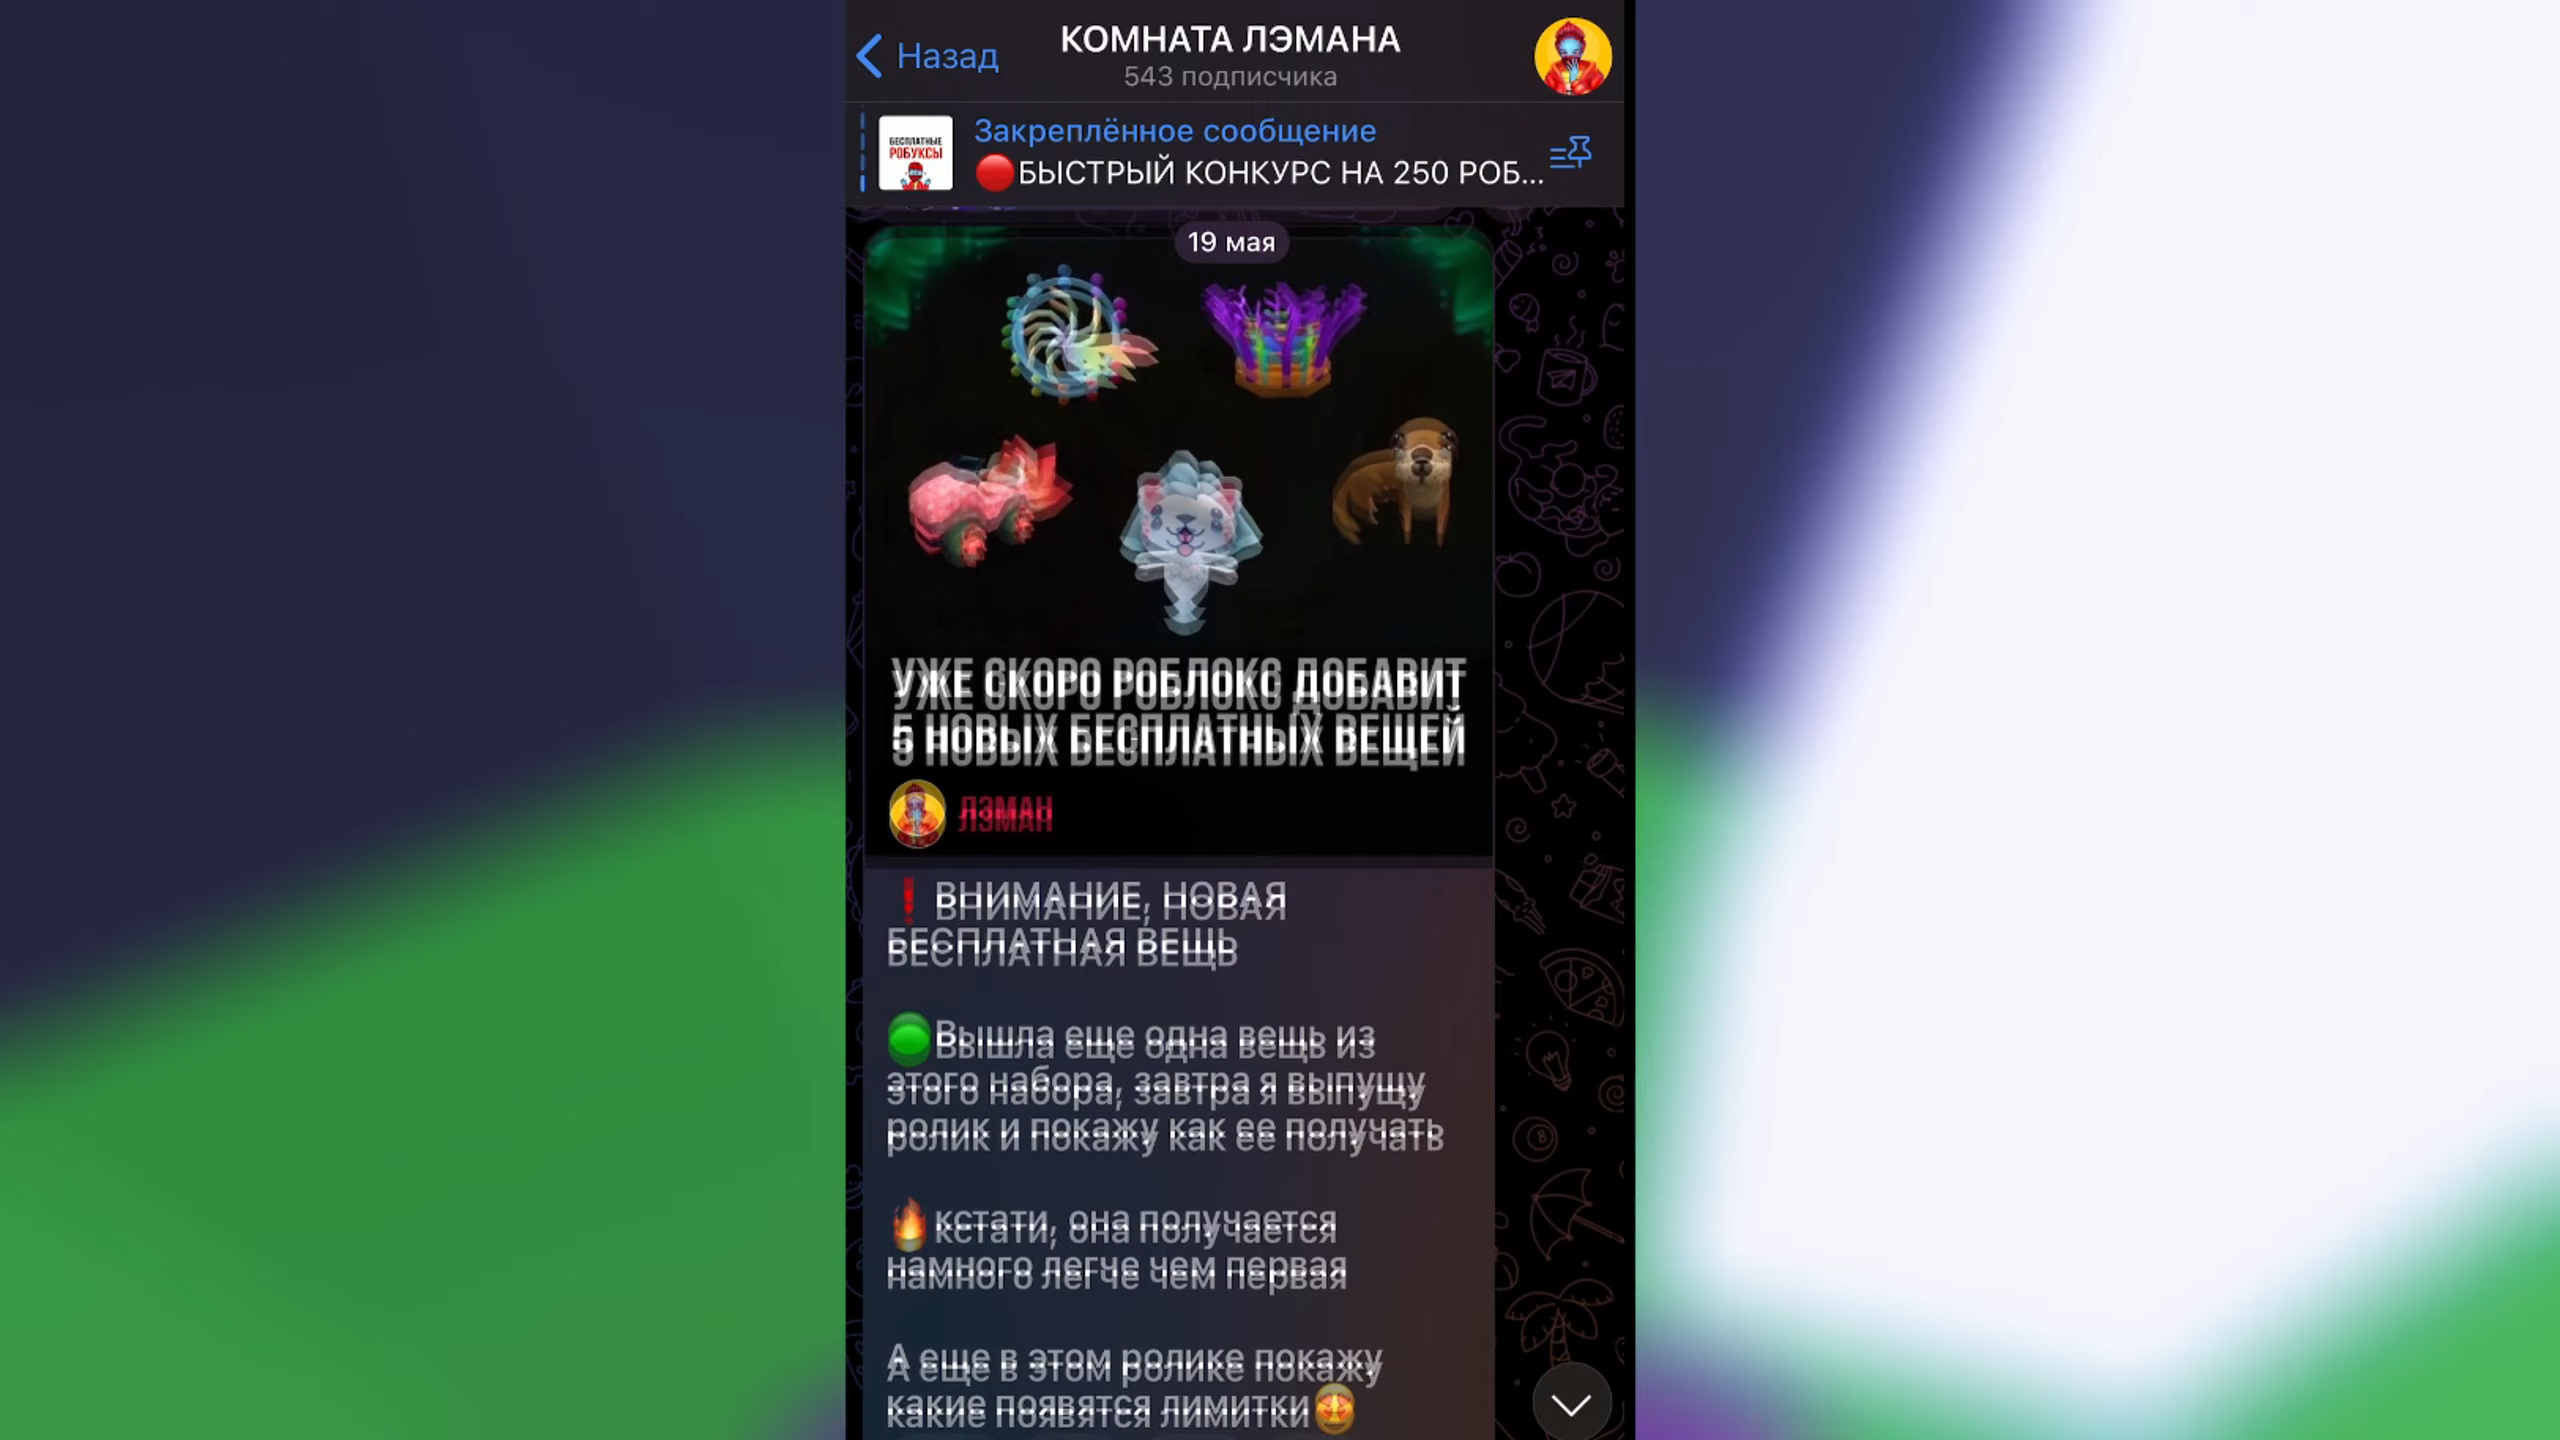 Назад
КОМНАТА ЛЭМАНА
543 подписчика
БЕСПЛАТНЫЕ
РОБУКСЫ
Закреплённое сообщение
🔴БЫСТРЫЙ КОНКУРС НА 250 РОБ...
19 мая
УЖЕ СКОРО РОБЛОКС ДОБАВИТ
5 НОВЫХ БЕСПЛАТНЫХ ВЕЩЕЙ
ЛЭМАН
❗ВНИМАНИЕ, НОВАЯ
БЕСПЛАТНАЯ ВЕЩЬ
🟢Вышла еще одна вещь из
этого набора, завтра я выпущу
ролик и покажу как ее получать
🔥кстати, она получается
намного легче чем первая
А еще в этом ролике покажу
какие появятся лимитки🤩